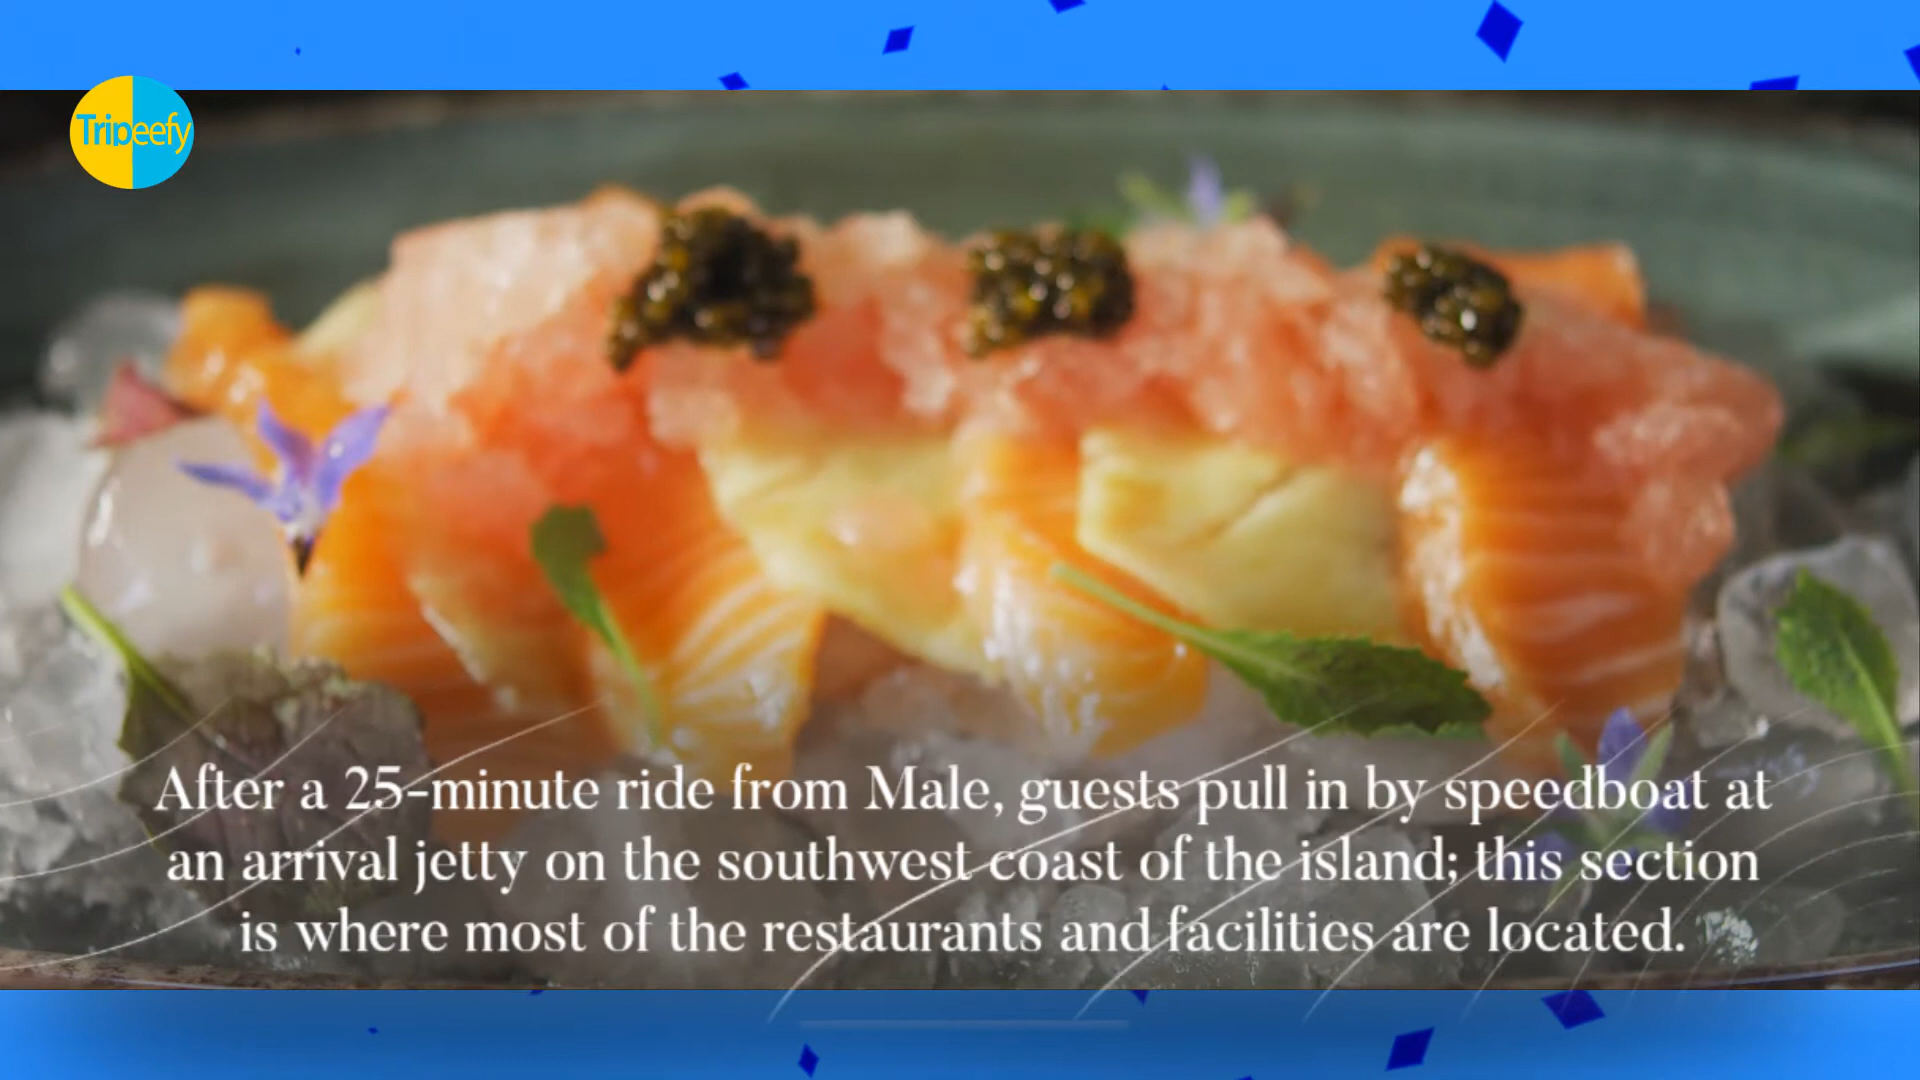 Tripeefy
After a 25-minute ride from Male, guests pull in by speedboat at
an arrival jetty on the southwest coast of the island; this section
is where most of the restaurants and facilities are located.